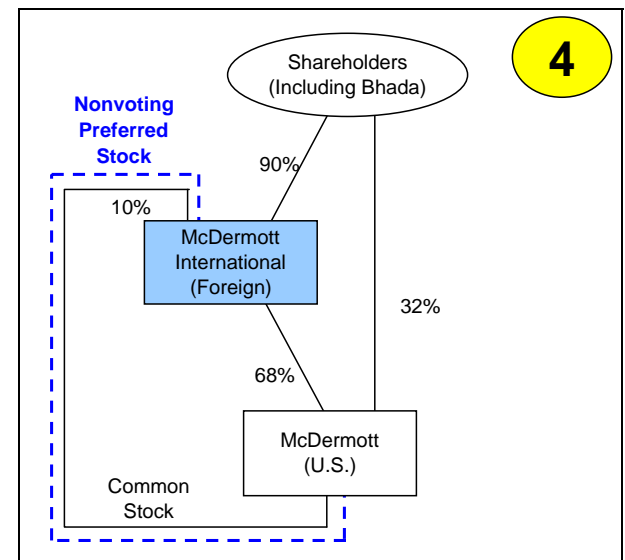 Shareholders
(Including Bhada)
4
Nonvoting
Preferred
Stock
90%
10%
McDermott
International
(Foreign)
32%
68%
McDermott
(U.S.)
Common
Stock